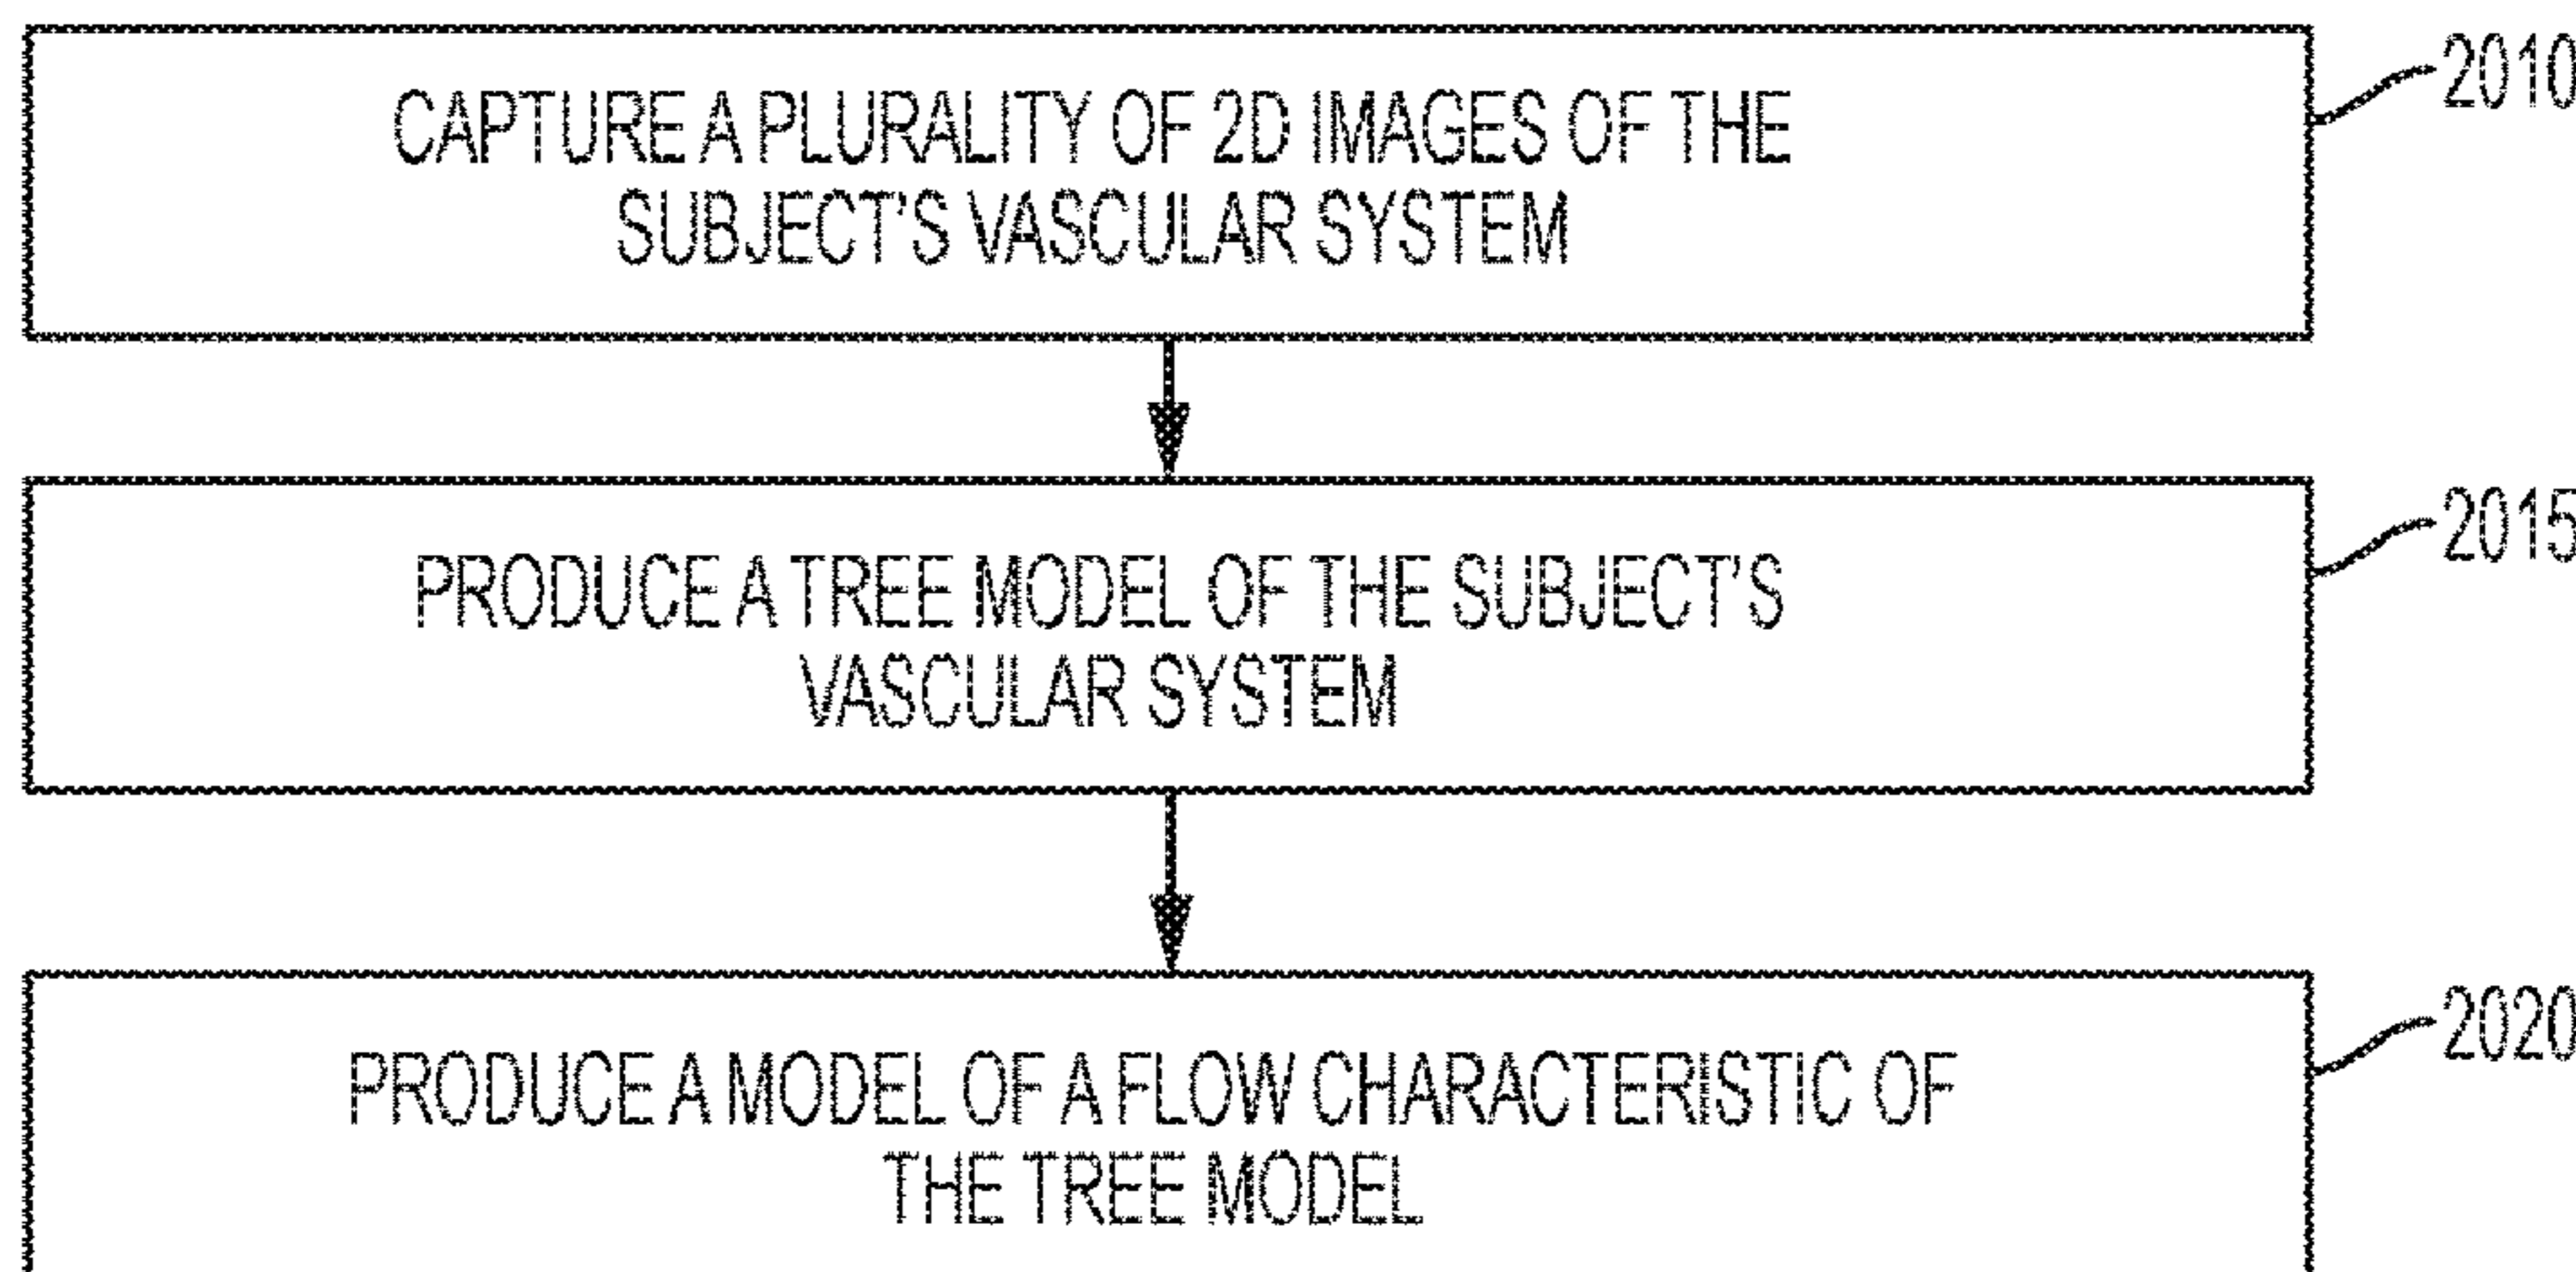 CAPTURE A PLURALITY OF 2D IMAGES OF THE
SUBJECT'S VASCULAR SYSTEM
2010
PRODUCE A TREE MODEL OF THE SUBJECT'S
VASCULAR SYSTEM
2015
PRODUCE A MODEL OF A FLOW CHARACTERISTIC OF
THE TREE MODEL
2020